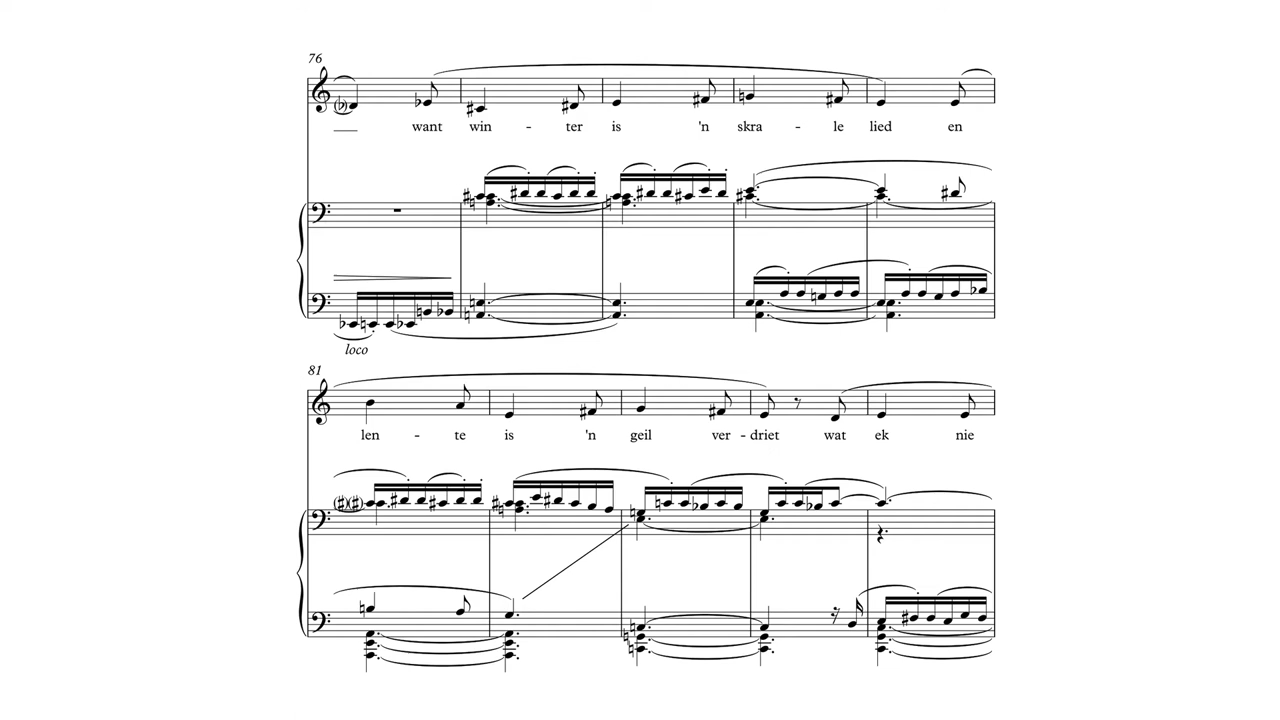 76
want win - ter is 'n skra - le lied en
loco
81
len - te is 'n geil ver - driet wat ek nie